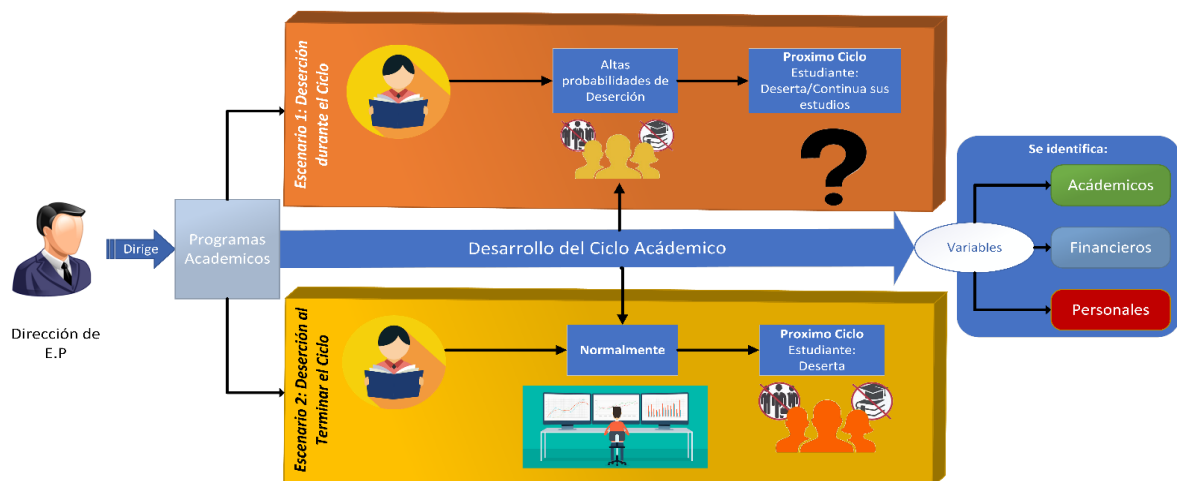 Dirección de
E.P
Dirige
Programas
Academicos
Escenario 1: Deserción
durante el Ciclo
Altas
probabilidades de
Deserción
Proximo Ciclo
Estudiante:
Deserta/Continua sus
estudios
?
Desarrollo del Ciclo Académico
Escenario 2: Deserción al
Terminar el Ciclo
Normalmente
Proximo Ciclo
Estudiante:
Deserta
Se identifica:
Variables
Acádemicos
Financieros
Personales